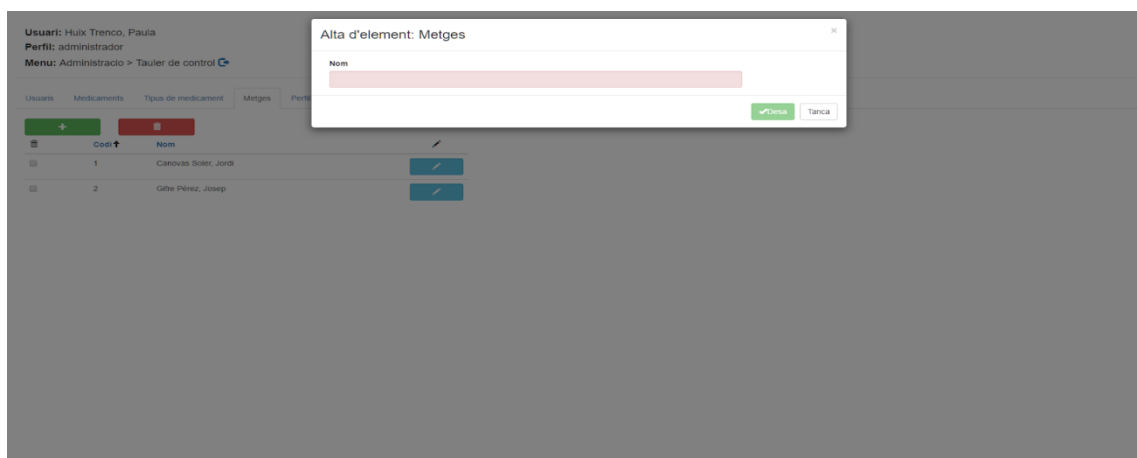 Usuari: Huix Trenco, Paula
Perfil: administrador
Menu: Administracio > Tauler de control
Usuaris Medicaments Tipus de medicament Metges Perfil
Codi Nom
1 Canovas Soler, Jordi
2 Pérez, Josep
Alta d'element: Metges ×
Nom
Desa Tanca